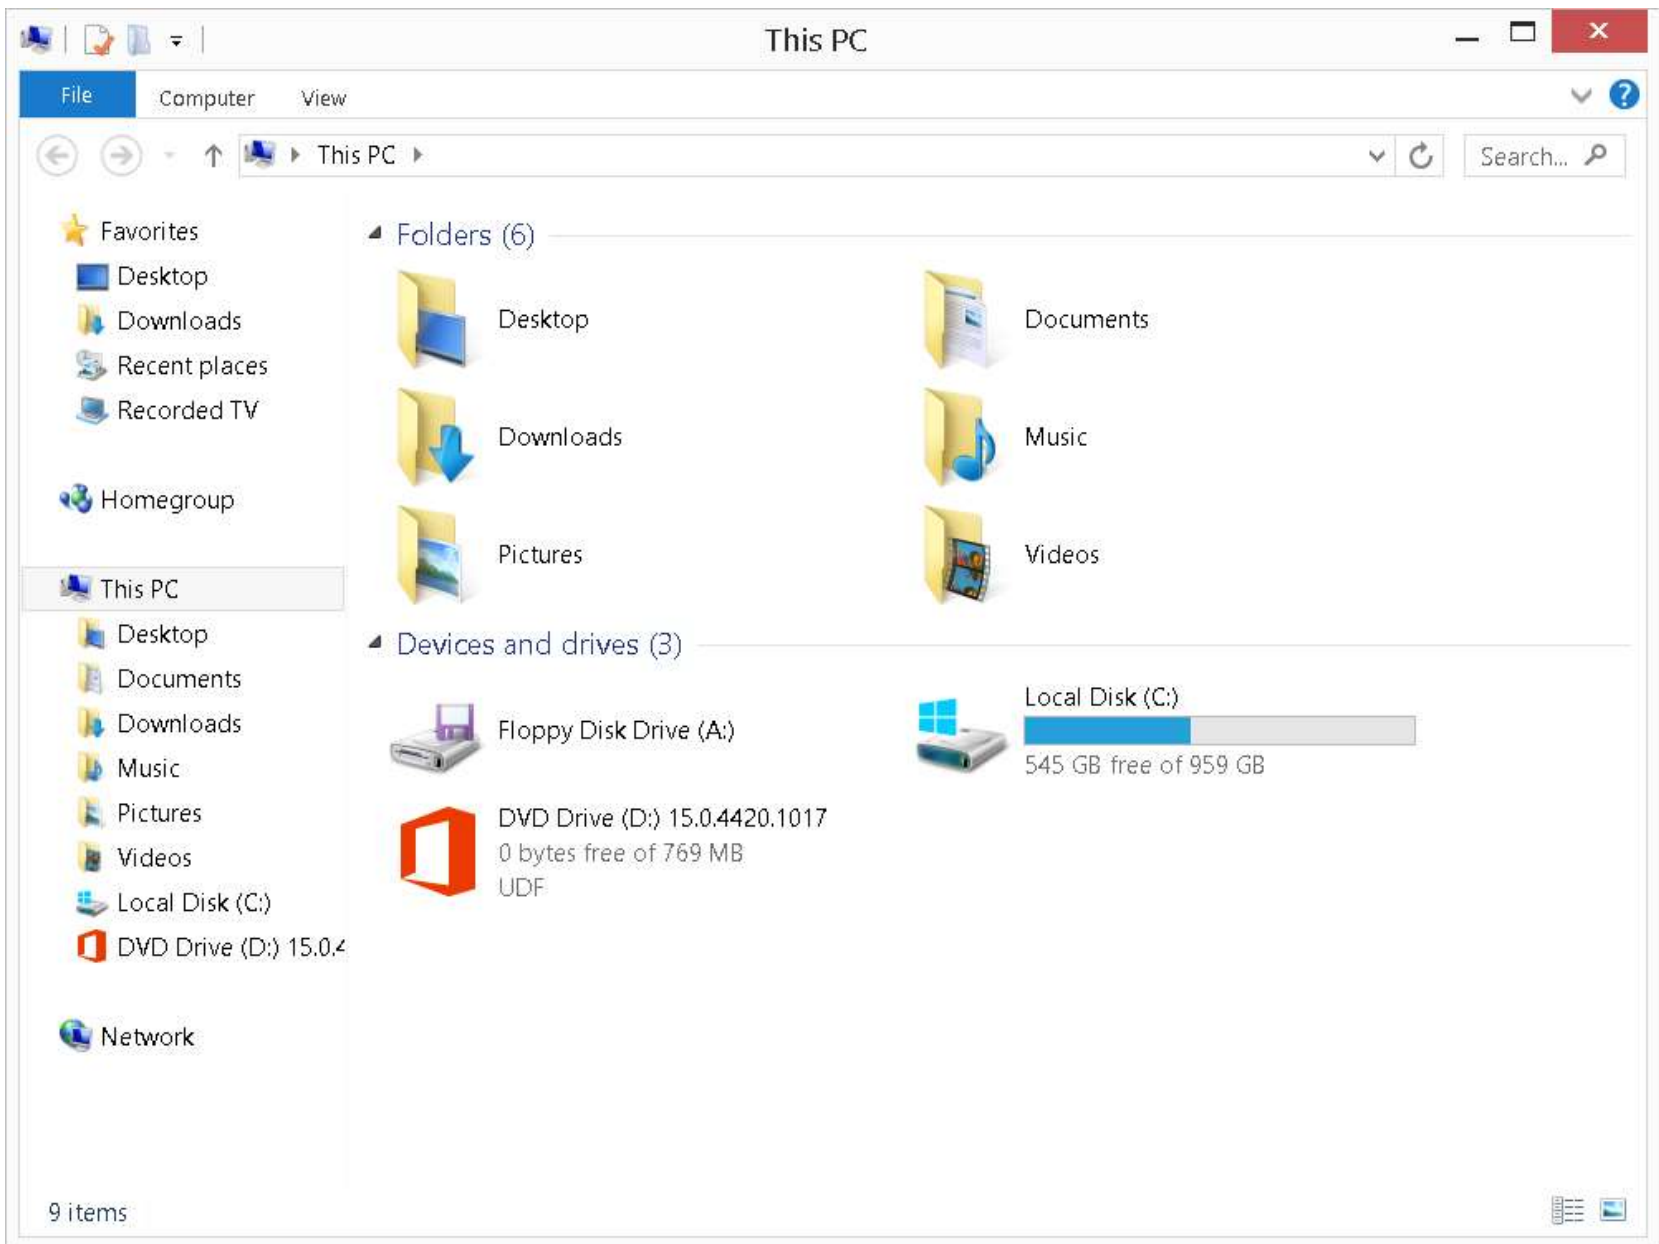 This PC
File Computer View
This PC
Search...
Favorites
Desktop
Downloads
Recent places
Recorded TV
Homegroup
This PC
Desktop
Documents
Downloads
Music
Pictures
Videos
Local Disk (C:)
DVD Drive (D:) 15.0.4
Network
Folders (6)
Desktop
Documents
Downloads
Music
Pictures
Videos
Devices and drives (3)
Floppy Disk Drive (A:)
Local Disk (C:)
545 GB free of 959 GB
DVD Drive (D:) 15.0.4420.1017
0 bytes free of 769 MB
UDF
9 items